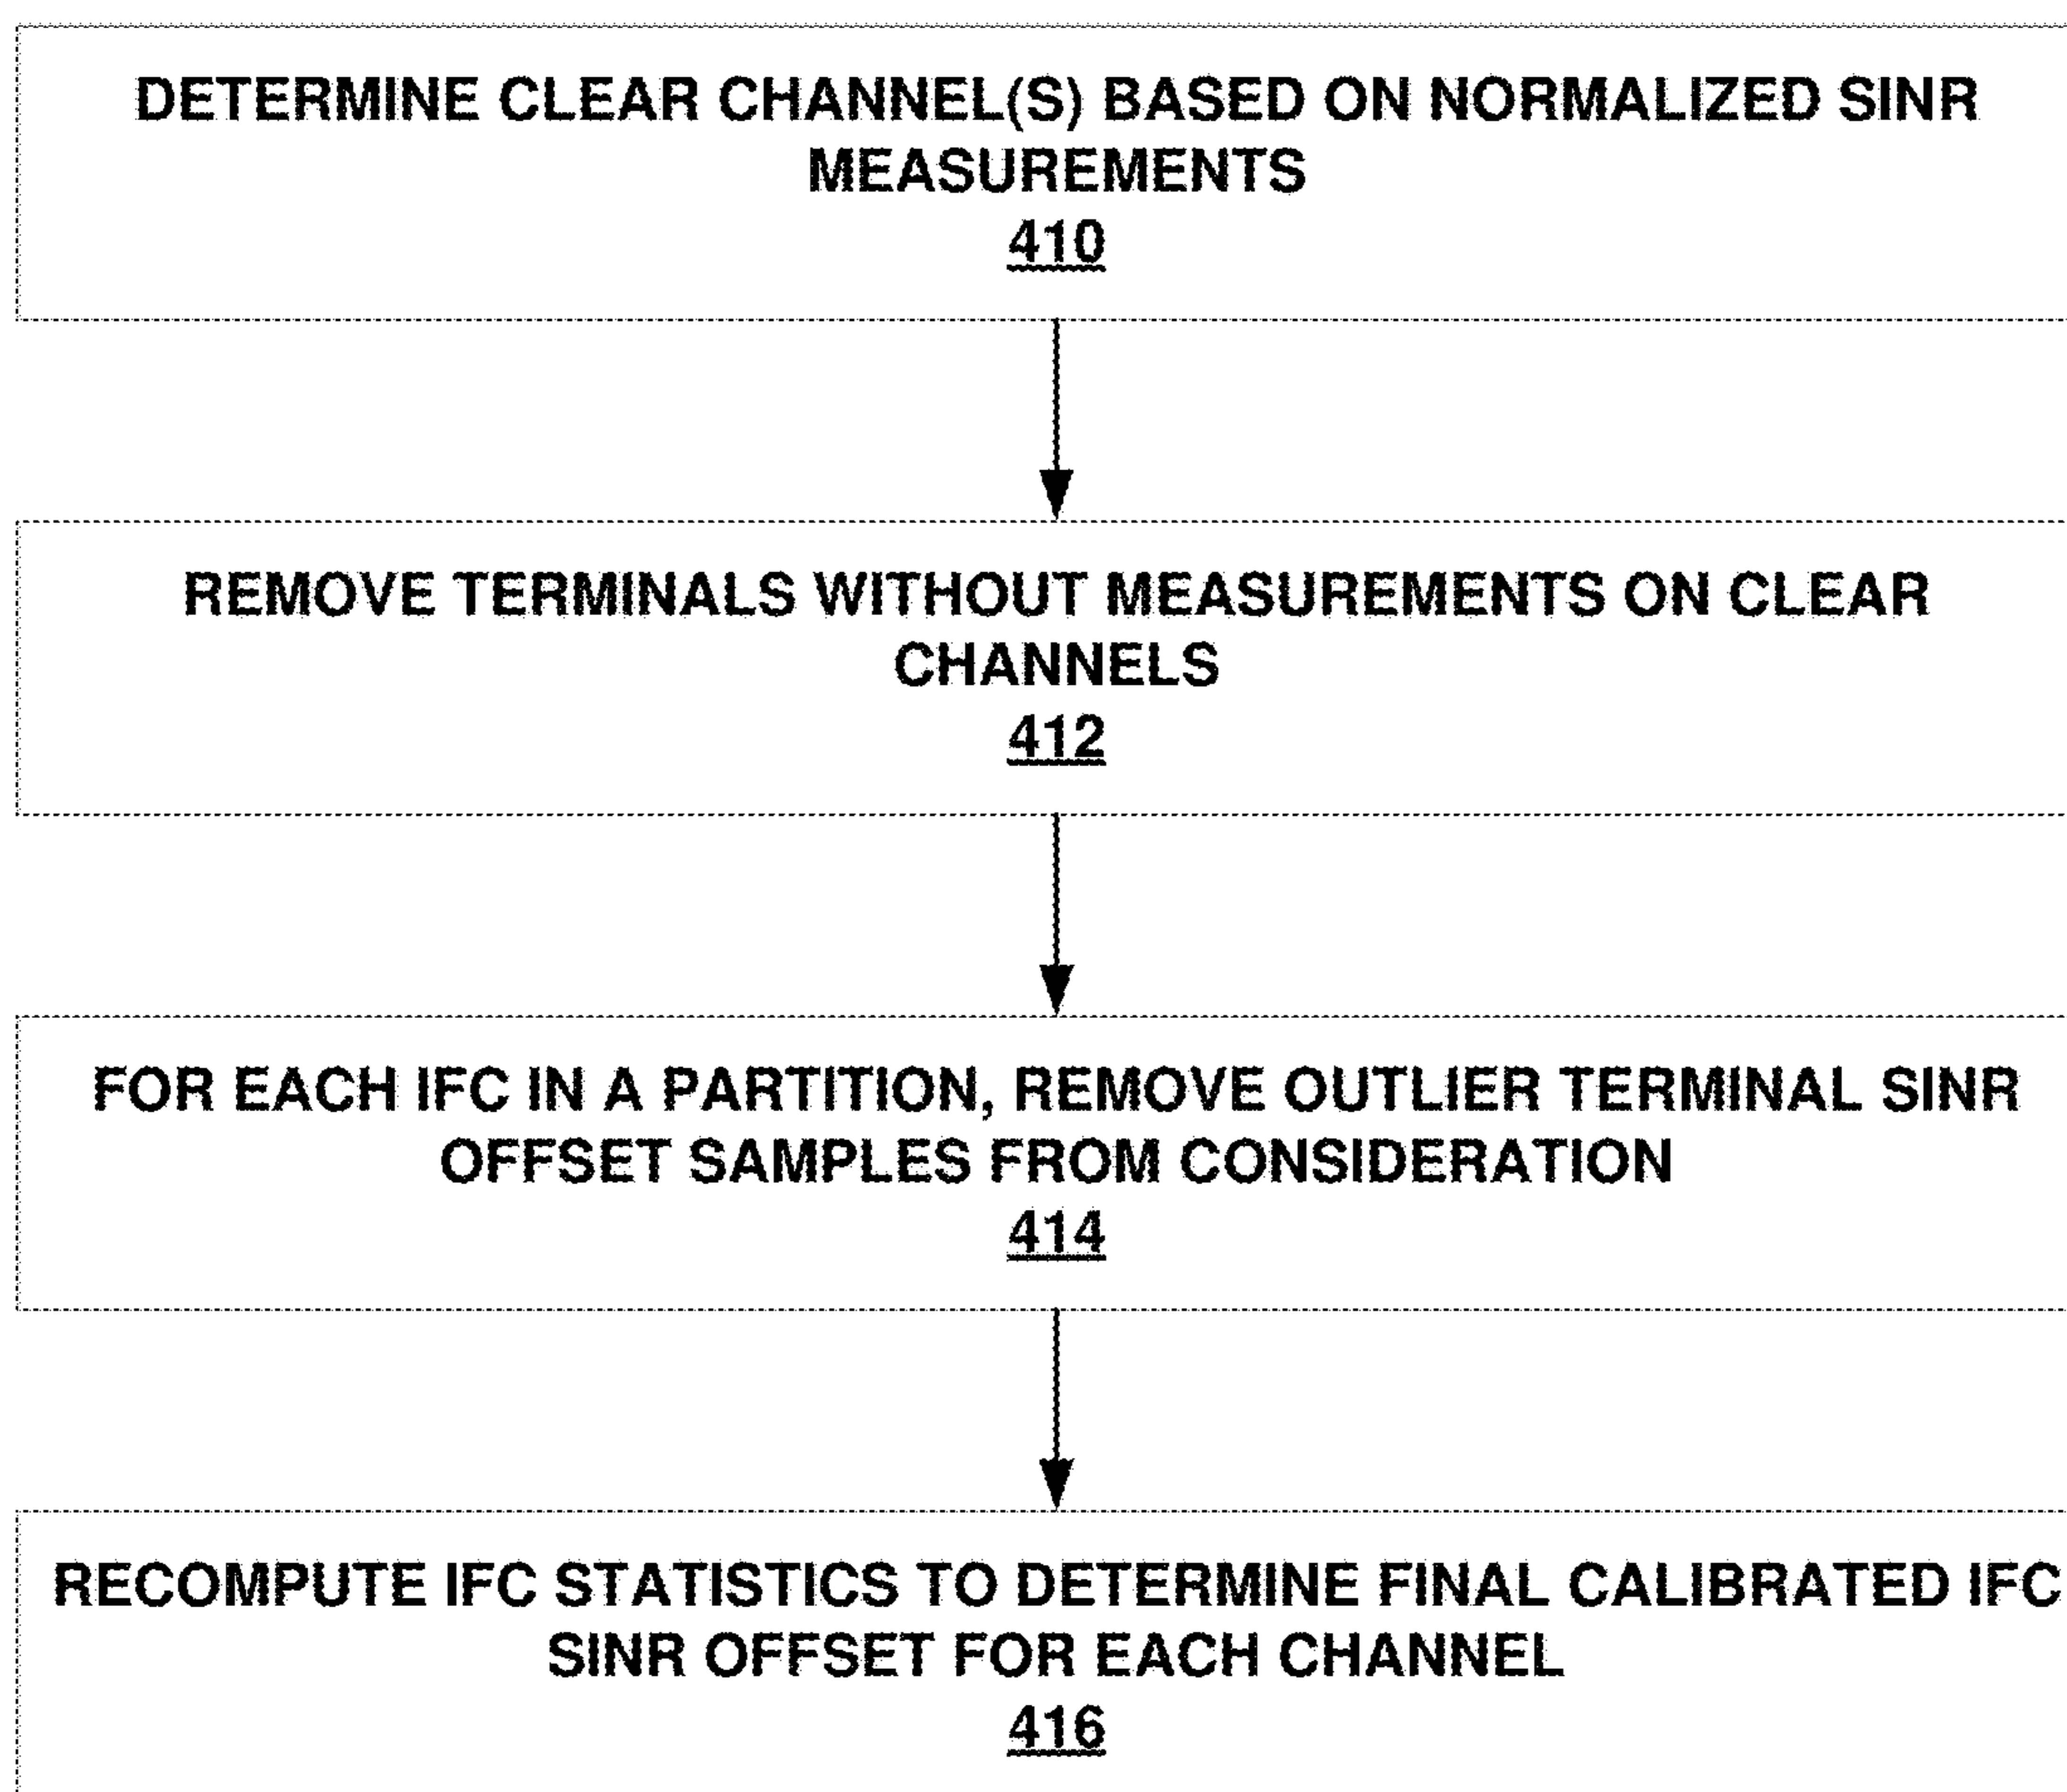 DETERMINE CLEAR CHANNEL(S) BASED ON NORMALIZED SINR
MEASUREMENTS
410
REMOVE TERMINALS WITHOUT MEASUREMENTS ON CLEAR
CHANNELS
412
FOR EACH IFC IN A PARTITION, REMOVE OUTLIER TERMINAL SINR
OFFSET SAMPLES FROM CONSIDERATION
414
RECOMPUTE IFC STATISTICS TO DETERMINE FINAL CALIBRATED IFC
SINR OFFSET FOR EACH CHANNEL
416